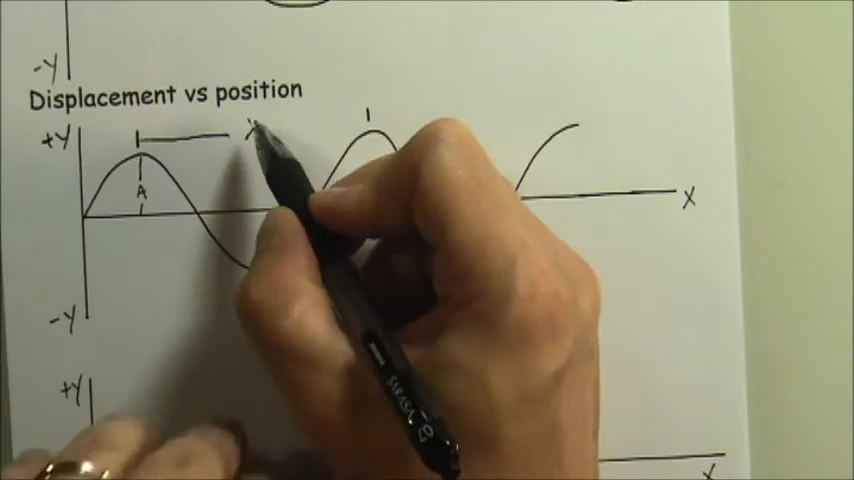 -Y
Displacement vs position
+Y
A
X
-Y
+Y
X